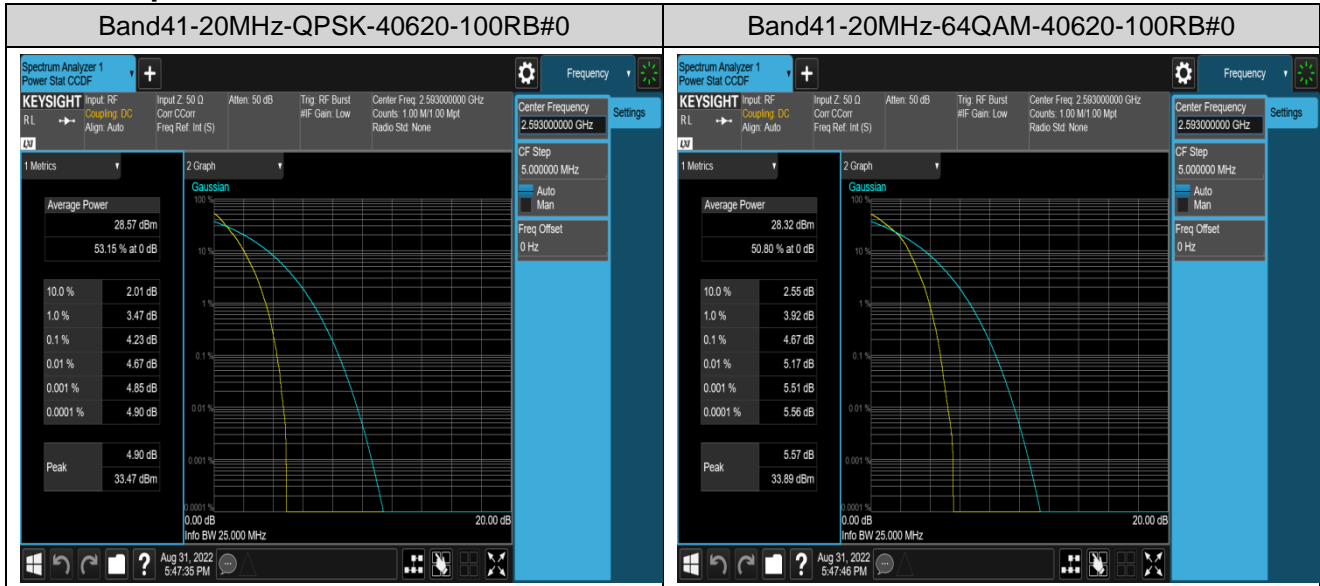 Band41-20MHz-QPSK-40620-100RB#0
Spectrum Analyzer 1
Power Stat CCDF
+
Frequency
KEYSIGHT Input: RF Input Z: 50 Ω Atten: 50 dB Trig: RF Burst Center Freq: 2.593000000 GHz
RL Coupling: DC Corr CCorr #IF Gain: Low Counts: 1.00 M/1.00 Mpt
Align: Auto Freq Ref: Int (S) Radio Std: None
LXI
Center Frequency
2.593000000 GHz
Settings
CF Step
5.000000 MHz
Auto
Man
Freq Offset
0 Hz
1 Metrics
Average Power
28.57 dBm
53.15 % at 0 dB
10.0 % 2.01 dB
1.0 % 3.47 dB
0.1 % 4.23 dB
0.01 % 4.67 dB
0.001 % 4.85 dB
0.0001 % 4.90 dB
Peak
4.90 dB
33.47 dBm
2 Graph
Gaussian
100 %
10 %
1 %
0.1 %
0.01 %
0.001 %
0.0001 %
0.00 dB 20.00 dB
Info BW 25.000 MHz
? Aug 31, 2022
5:47:35 PM
Band41-20MHz-64QAM-40620-100RB#0
Spectrum Analyzer 1
Power Stat CCDF
+
Frequency
KEYSIGHT Input: RF Input Z: 50 Ω Atten: 50 dB Trig: RF Burst Center Freq: 2.593000000 GHz
RL Coupling: DC Corr CCorr #IF Gain: Low Counts: 1.00 M/1.00 Mpt
Align: Auto Freq Ref: Int (S) Radio Std: None
LXI
Center Frequency
2.593000000 GHz
Settings
CF Step
5.000000 MHz
Auto
Man
Freq Offset
0 Hz
1 Metrics
Average Power
28.32 dBm
50.80 % at 0 dB
10.0 % 2.55 dB
1.0 % 3.92 dB
0.1 % 4.67 dB
0.01 % 5.17 dB
0.001 % 5.51 dB
0.0001 % 5.56 dB
Peak
5.57 dB
33.89 dBm
2 Graph
Gaussian
100 %
10 %
1 %
0.1 %
0.01 %
0.001 %
0.0001 %
0.00 dB 20.00 dB
Info BW 25.000 MHz
? Aug 31, 2022
5:47:46 PM